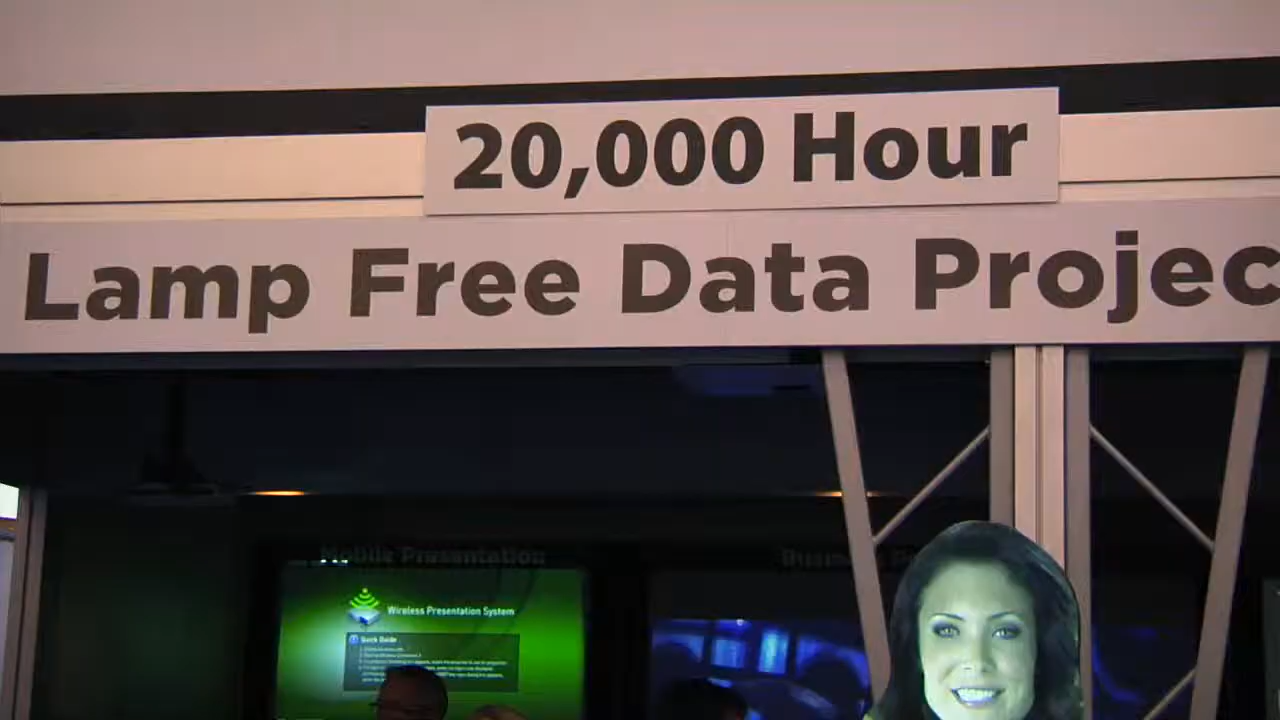 20,000 Hour
Lamp Free Data Projec
Mobile Presentation
Wireless Presentation System
Quick Guide